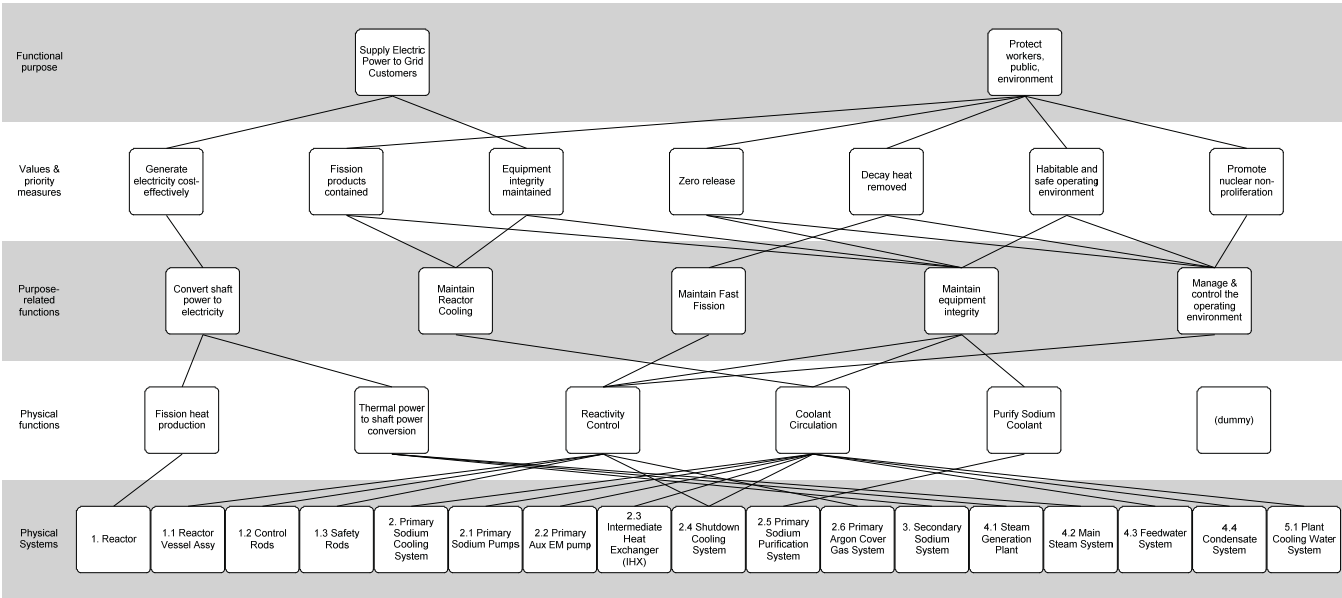 Functional
purpose
Supply Electric
Power to Grid
Customers
Protect
workers,
public,
environment
Values &
priority
measures
Generate
electricity cost-
effectively
Fission
products
contained
Equipment
integrity
maintained
Zero release
Decay heat
removed
Habitable and
safe operating
environment
Promote
nuclear non-
proliferation
Purpose-
related
functions
Convert shaft
power to
electricity
Maintain
Reactor
Cooling
Maintain Fast
Fission
Maintain
equipment
integrity
Manage &
control the
operating
environment
Physical
functions
Fission heat
production
Thermal power
to shaft power
conversion
Reactivity
Control
Coolant
Circulation
Purify Sodium
Coolant
(dummy)
Physical
Systems
1. Reactor
1.1 Reactor
Vessel Assy
1.2 Control
Rods
1.3 Safety
Rods
2. Primary
Sodium
Cooling
System
2.1 Primary
Sodium Pumps
2.2 Primary
Aux EM pump
2.3
Intermediate
Heat
Exchanger
(IHX)
2.4 Shutdown
Cooling
System
2.5 Primary
Sodium
Purification
System
2.6 Primary
Argon Cover
Gas System
3. Secondary
Sodium
System
4.1 Steam
Generation
Plant
4.2 Main
Steam System
4.3 Feedwater
System
4.4
Condensate
System
5.1 Plant
Cooling Water
System